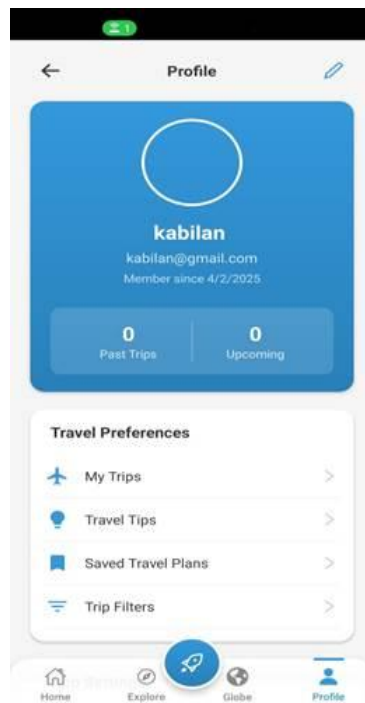 Profile
kabilan
kabilan@gmail.com
Member since 4/2/2025
0 0
Past Trips Upcoming
Travel Preferences
My Trips
Travel Tips
Saved Travel Plans
Trip Filters
Home Explore Globe Profile